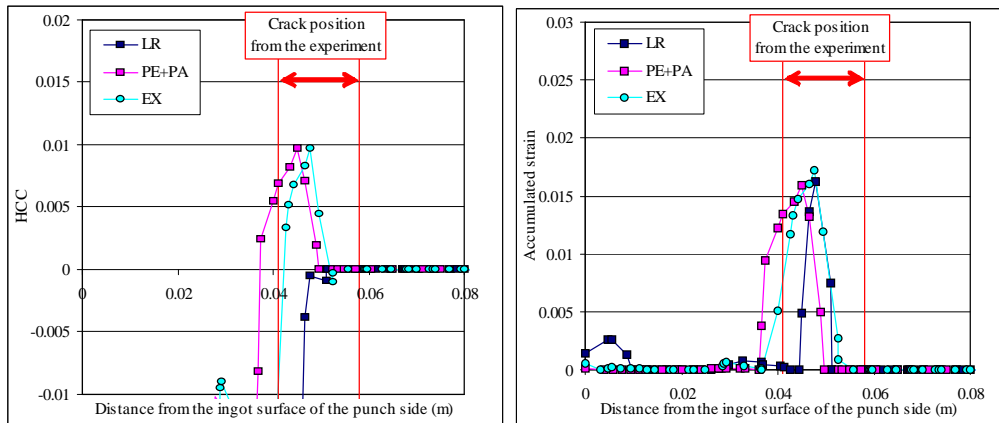 0.02
0.015
0.01
0.005
0
-0.005
-0.01
HCC
LR
PE+PA
EX
Crack position
from the experiment
0 0.02 0.04 0.06 0.08
Distance from the ingot surface of the punch side (m)
0.03
0.025
0.02
0.015
0.01
0.005
0
Accumulated strain
LR
PE+PA
EX
Crack position
from the experiment
0 0.02 0.04 0.06 0.08
Distance from the ingot surface of the punch side (m)